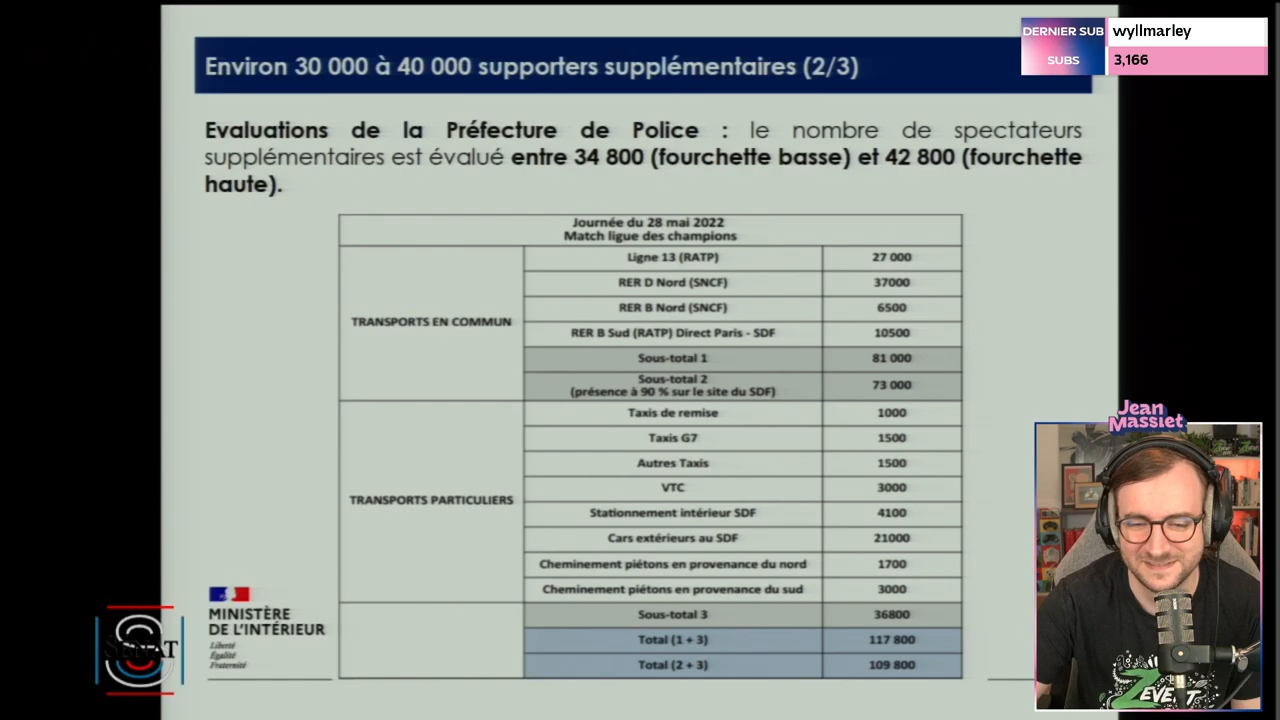 Environ 30 000 à 40 000 supporters supplémentaires (2/3)
DERNIER SUB wyllmarley
SUBS 3,166
Evaluations de la Préfecture de Police : le nombre de spectateurs
supplémentaires est évalué entre 34 800 (fourchette basse) et 42 800 (fourchette
haute).
Journée du 28 mai 2022
Match ligue des champions
TRANSPORTS EN COMMUN
Ligne 13 (RATP) 27 000
RER D Nord (SNCF) 37000
RER B Nord (SNCF) 6500
RER B Sud (RATP) Direct Paris - SDF 10500
Sous-total 1 81 000
Sous-total 2
(présence à 90 % sur le site du SDF) 73 000
TRANSPORTS PARTICULIERS
Taxis de remise 1000
Taxis G7 1500
Autres Taxis 1500
VTC 3000
Stationnement intérieur SDF 4100
Cars extérieurs au SDF 21000
Cheminement piétons en provenance du nord 1700
Cheminement piétons en provenance du sud 3000
Sous-total 3 36800
Total (1 + 3) 117 800
Total (2 + 3) 109 800
MINISTÈRE
DE L'INTÉRIEUR
Liberté
Égalité
Fraternité
SÉNAT
Jean
Massiet
ZEVENT